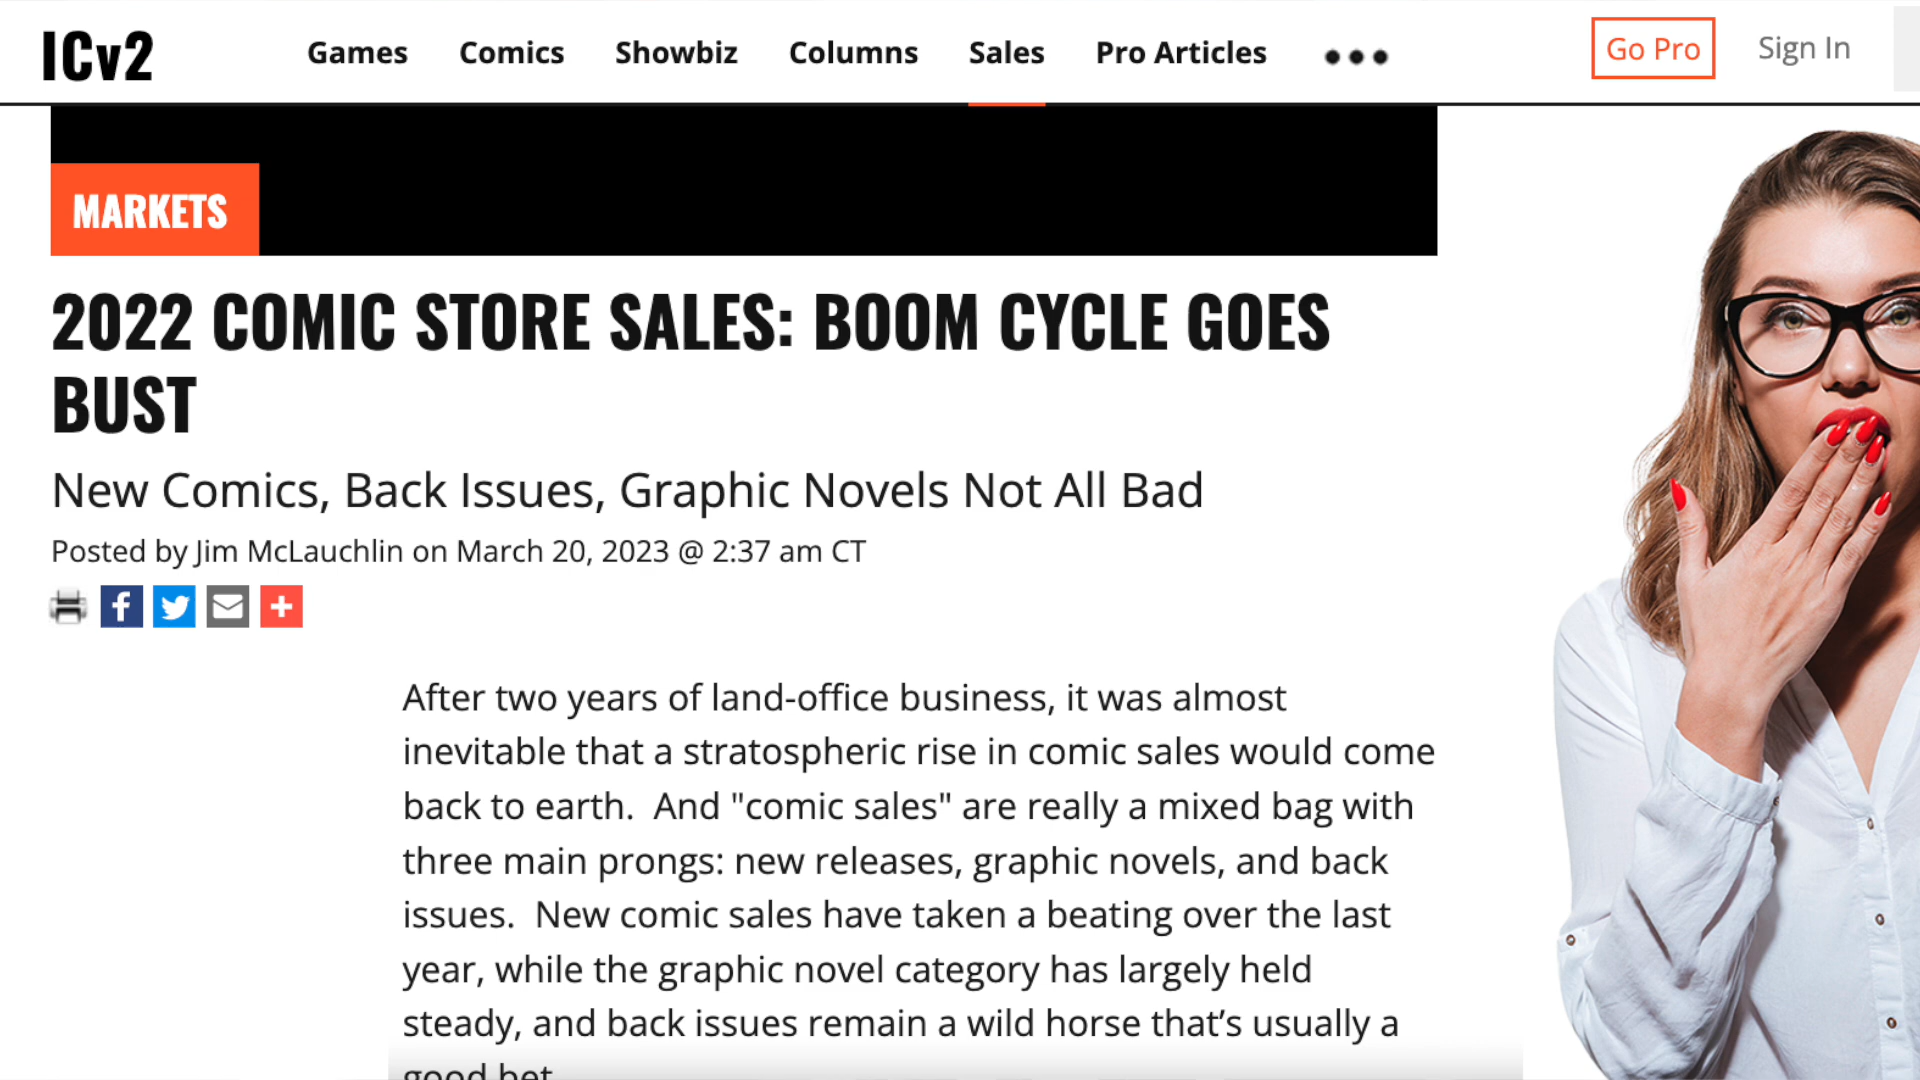 ICv2
Games Comics Showbiz Columns Sales Pro Articles
Go Pro
Sign In
MARKETS
2022 COMIC STORE SALES: BOOM CYCLE GOES
BUST
New Comics, Back Issues, Graphic Novels Not All Bad
Posted by Jim McLauchlin on March 20, 2023 @ 2:37 am CT
After two years of land-office business, it was almost
inevitable that a stratospheric rise in comic sales would come
back to earth.  And "comic sales" are really a mixed bag with
three main prongs: new releases, graphic novels, and back
issues.  New comic sales have taken a beating over the last
year, while the graphic novel category has largely held
steady, and back issues remain a wild horse that’s usually a
good bet